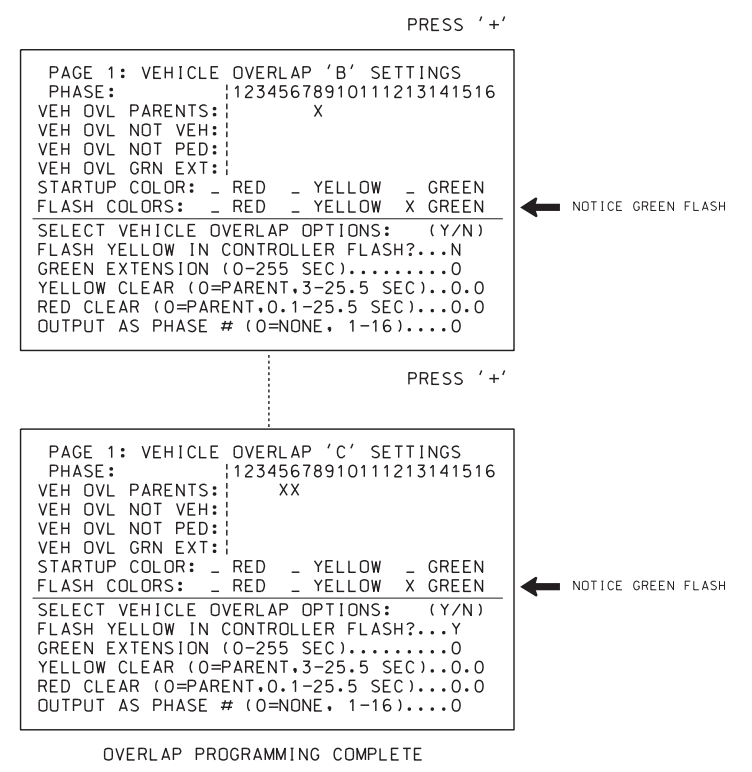 PRESS '+'
PAGE 1: VEHICLE OVERLAP 'B' SETTINGS
PHASE: ¦12345678910111213141516
VEH OVL PARENTS:¦ X
VEH OVL NOT VEH:¦
VEH OVL NOT PED:¦
VEH OVL GRN EXT:¦
STARTUP COLOR: _ RED _ YELLOW _ GREEN
FLASH COLORS: _ RED _ YELLOW X GREEN
NOTICE GREEN FLASH
SELECT VEHICLE OVERLAP OPTIONS: (Y/N)
FLASH YELLOW IN CONTROLLER FLASH?...N
GREEN EXTENSION (0-255 SEC).........0
YELLOW CLEAR (0=PARENT,3-25.5 SEC)..0.0
RED CLEAR (0=PARENT,0.1-25.5 SEC)...0.0
OUTPUT AS PHASE # (0=NONE, 1-16)....0
PRESS '+'
PAGE 1: VEHICLE OVERLAP 'C' SETTINGS
PHASE: ¦12345678910111213141516
VEH OVL PARENTS:¦ XX
VEH OVL NOT VEH:¦
VEH OVL NOT PED:¦
VEH OVL GRN EXT:¦
STARTUP COLOR: _ RED _ YELLOW _ GREEN
FLASH COLORS: _ RED _ YELLOW X GREEN
NOTICE GREEN FLASH
SELECT VEHICLE OVERLAP OPTIONS: (Y/N)
FLASH YELLOW IN CONTROLLER FLASH?...Y
GREEN EXTENSION (0-255 SEC).........0
YELLOW CLEAR (0=PARENT,3-25.5 SEC)..0.0
RED CLEAR (0=PARENT,0.1-25.5 SEC)...0.0
OUTPUT AS PHASE # (0=NONE, 1-16)....0
OVERLAP PROGRAMMING COMPLETE